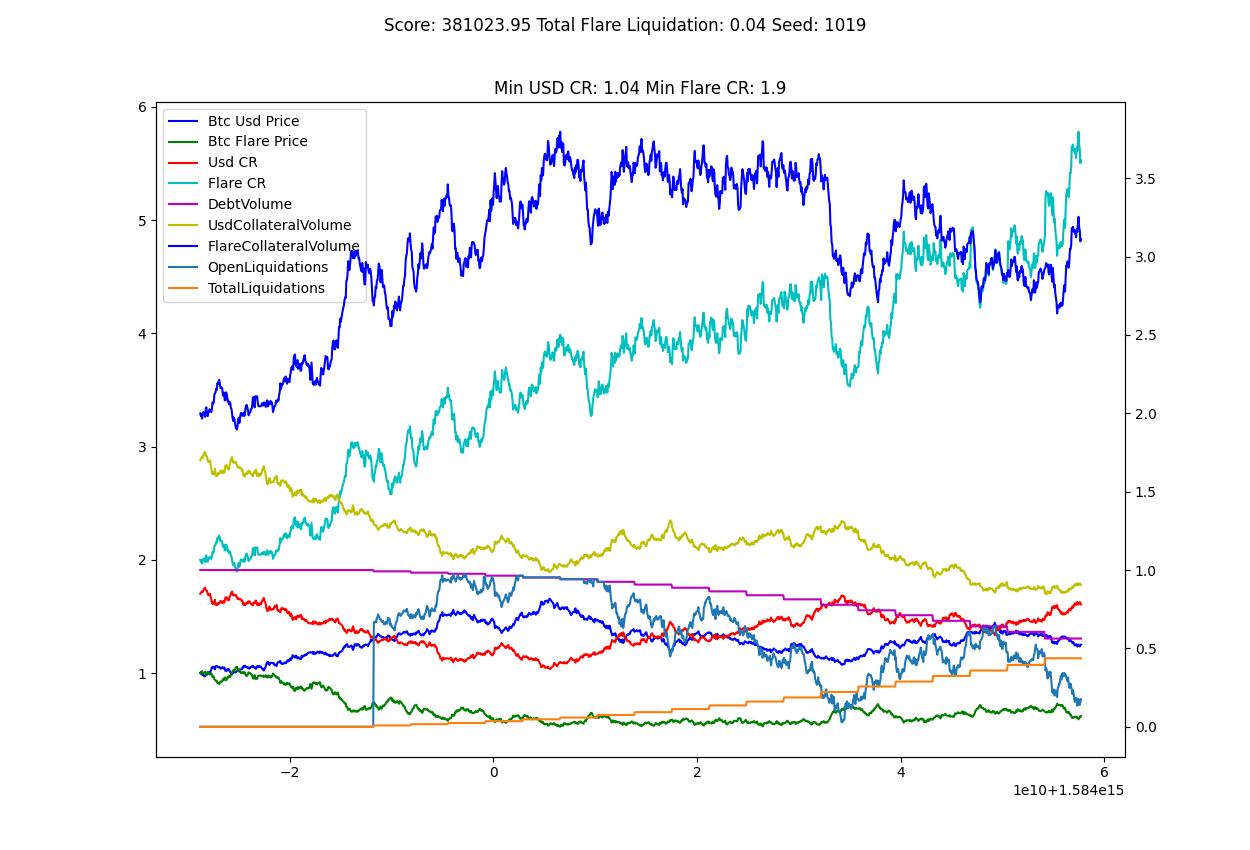 Score: 381023.95 Total Flare Liquidation: 0.04 Seed: 1019
Min USD CR: 1.04 Min Flare CR: 1.9
Btc Usd Price
Btc Flare Price
Usd CR
Flare CR
DebtVolume
UsdCollateralVolume
FlareCollateralVolume
OpenLiquidations
TotalLiquidations
6
5
4
3
2
1
3.5
3.0
2.5
2.0
1.5
1.0
0.5
0.0
−2 0 2 4 6
1e10+1.584e15